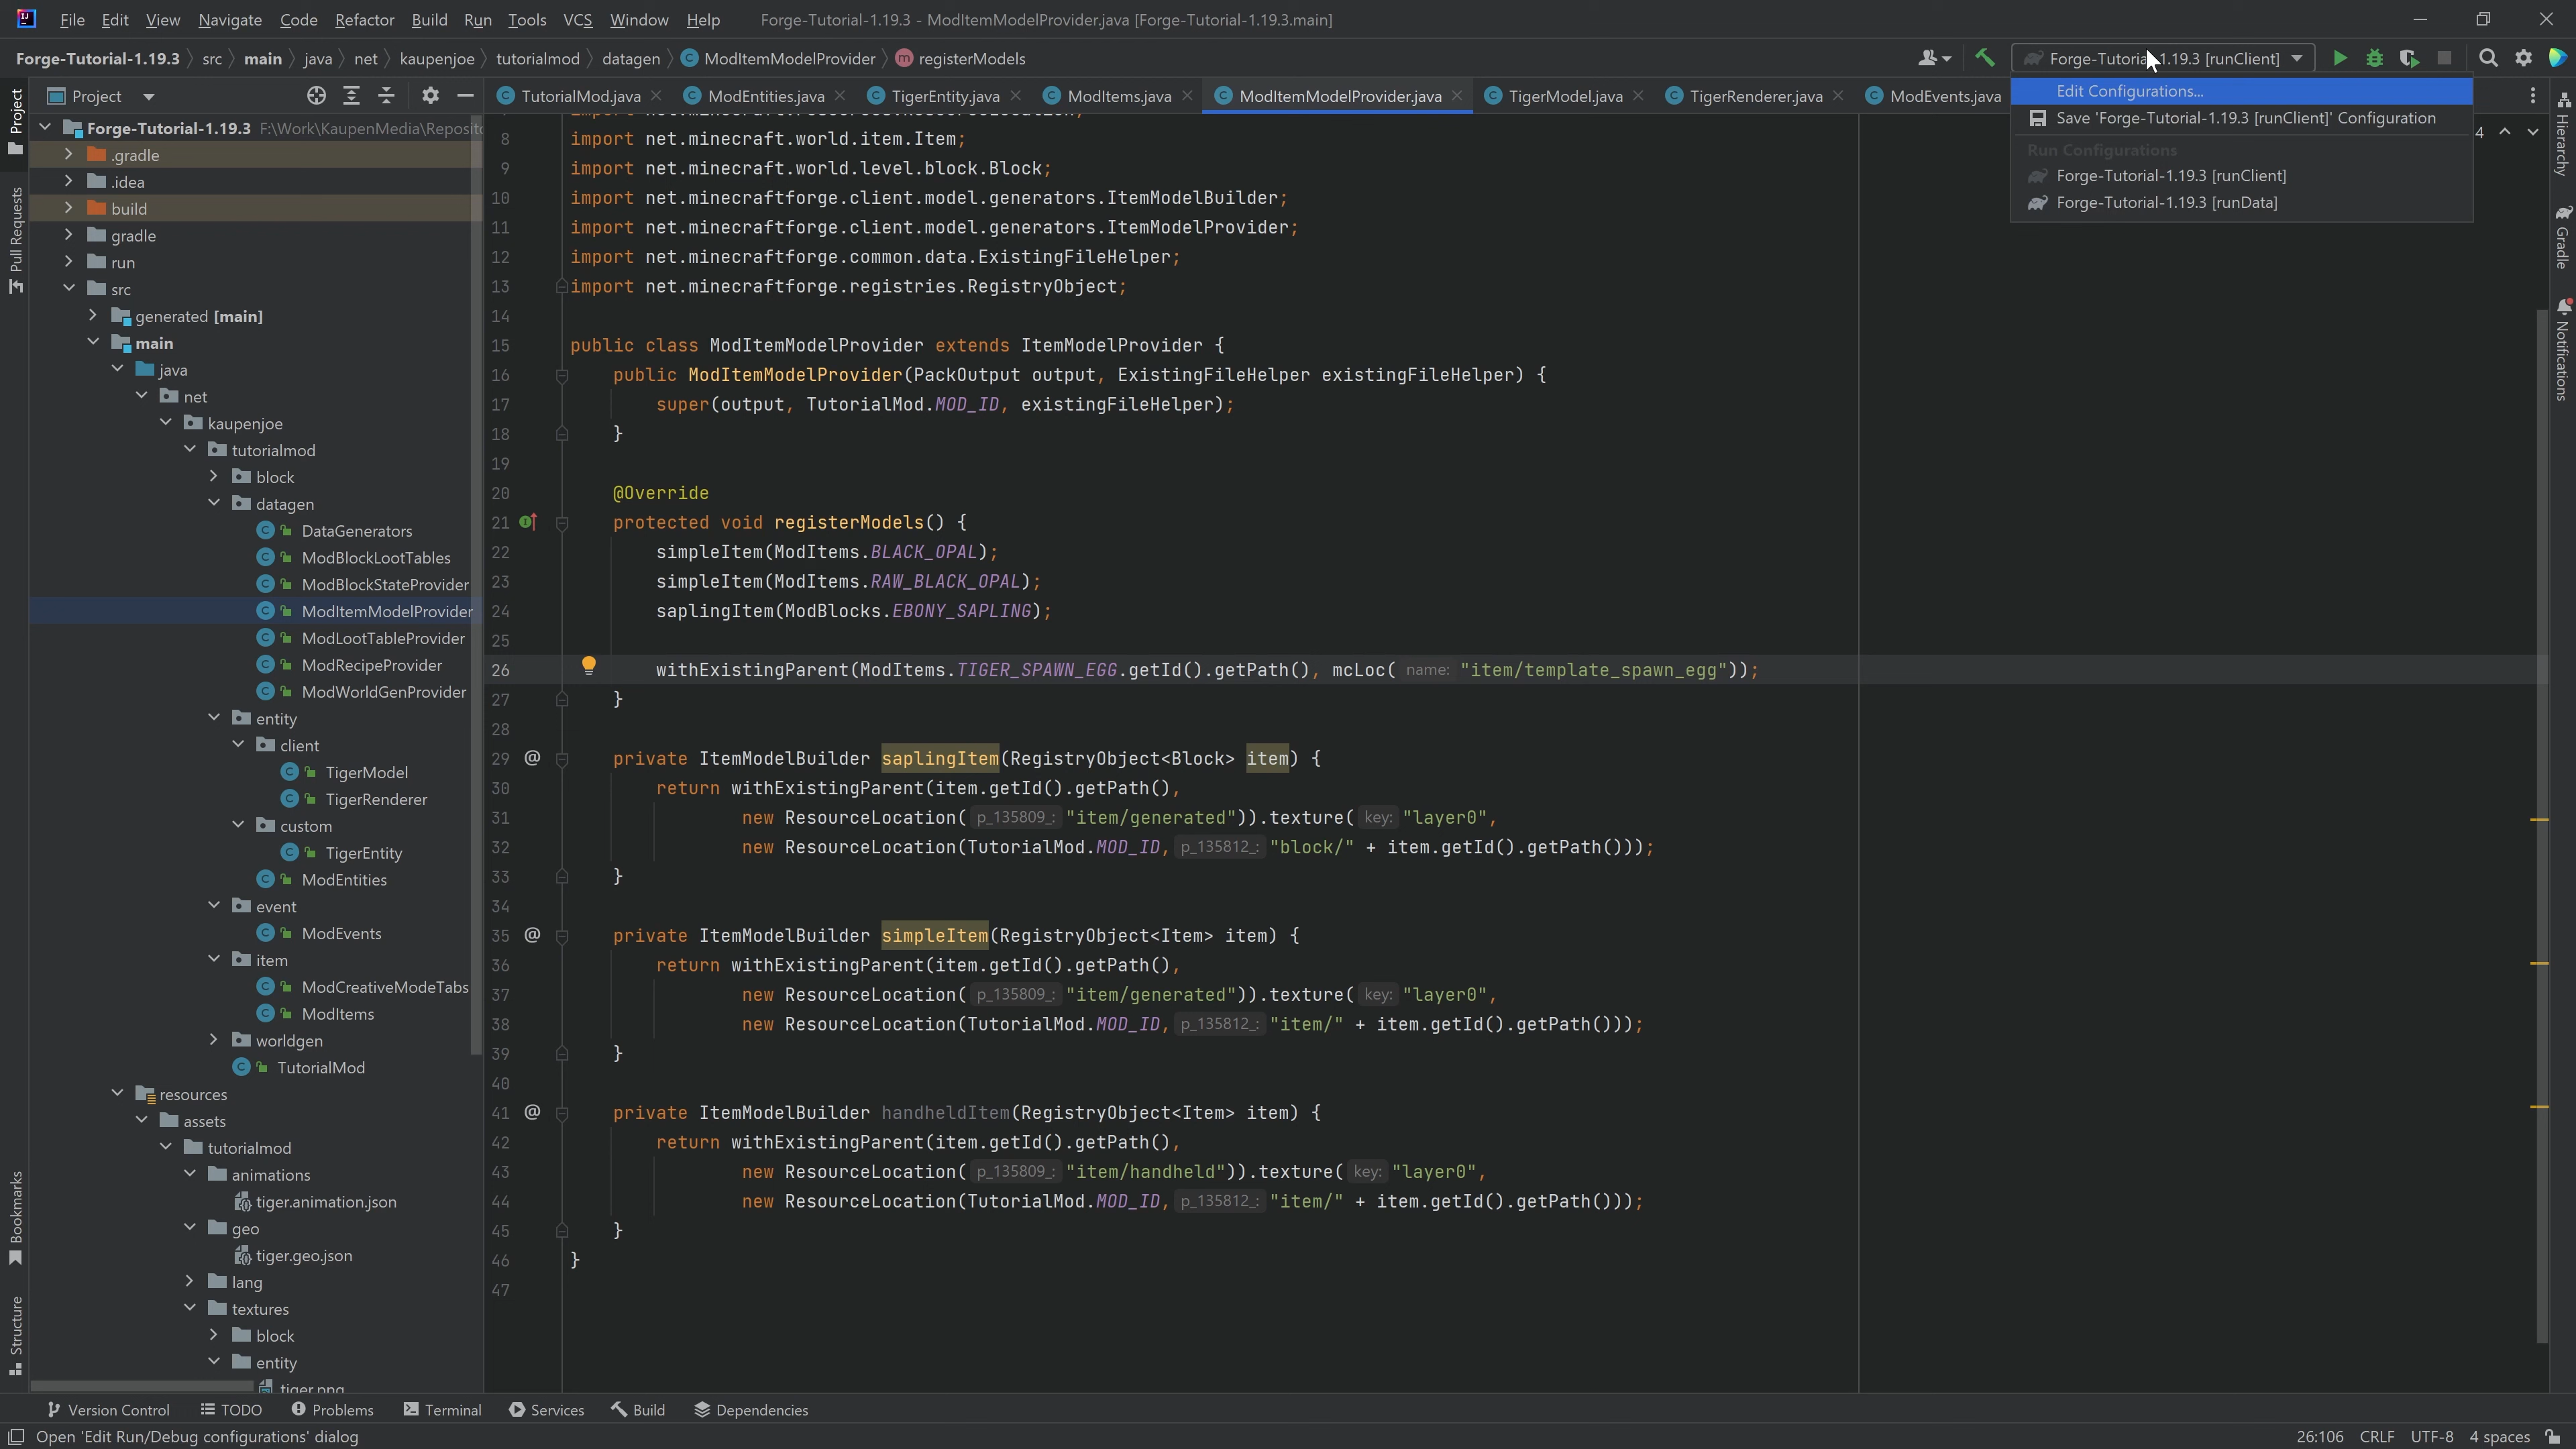 File Edit View Navigate Code Refactor Build Run Tools VCS Window Help Forge-Tutorial-1.19.3 - ModItemModelProvider.java [Forge-Tutorial-1.19.3.main]
Forge-Tutorial-1.19.3 src main java net kaupenjoe tutorialmod datagen ModItemModelProvider registerModels
Forge-Tutorial-1.19.3 [runClient]
Edit Configurations...
Save 'Forge-Tutorial-1.19.3 [runClient]' Configuration
Run Configurations
Forge-Tutorial-1.19.3 [runClient]
Forge-Tutorial-1.19.3 [runData]
Project
TutorialMod.java ModEntities.java TigerEntity.java ModItems.java ModItemModelProvider.java TigerModel.java TigerRenderer.java ModEvents.java
4
Project
Pull Requests
Bookmarks
Structure
Hierarchy
Gradle
Notifications
Forge-Tutorial-1.19.3 F:\Work\KaupenMedia\Reposito
.gradle
.idea
build
gradle
run
src
generated [main]
main
java
net
kaupenjoe
tutorialmod
block
datagen
DataGenerators
ModBlockLootTables
ModBlockStateProvider
ModItemModelProvider
ModLootTableProvider
ModRecipeProvider
ModWorldGenProvider
entity
client
TigerModel
TigerRenderer
custom
TigerEntity
ModEntities
event
ModEvents
item
ModCreativeModeTabs
ModItems
worldgen
TutorialMod
resources
assets
tutorialmod
animations
tiger.animation.json
geo
tiger.geo.json
lang
textures
block
entity
tiger.png
8 import net.minecraft.world.item.Item;
9 import net.minecraft.world.level.block.Block;
10 import net.minecraftforge.client.model.generators.ItemModelBuilder;
11 import net.minecraftforge.client.model.generators.ItemModelProvider;
12 import net.minecraftforge.common.data.ExistingFileHelper;
13 import net.minecraftforge.registries.RegistryObject;
14
15 public class ModItemModelProvider extends ItemModelProvider {
16 public ModItemModelProvider(PackOutput output, ExistingFileHelper existingFileHelper) {
17 super(output, TutorialMod.MOD_ID, existingFileHelper);
18 }
19
20 @Override
21 protected void registerModels() {
22 simpleItem(ModItems.BLACK_OPAL);
23 simpleItem(ModItems.RAW_BLACK_OPAL);
24 saplingItem(ModBlocks.EBONY_SAPLING);
25
26 withExistingParent(ModItems.TIGER_SPAWN_EGG.getId().getPath(), mcLoc( name: "item/template_spawn_egg"));
27 }
28
29 @ private ItemModelBuilder saplingItem(RegistryObject<Block> item) {
30 return withExistingParent(item.getId().getPath(),
31 new ResourceLocation( p_135809_: "item/generated")).texture( key: "layer0",
32 new ResourceLocation(TutorialMod.MOD_ID, p_135812_: "block/" + item.getId().getPath()));
33 }
34
35 @ private ItemModelBuilder simpleItem(RegistryObject<Item> item) {
36 return withExistingParent(item.getId().getPath(),
37 new ResourceLocation( p_135809_: "item/generated")).texture( key: "layer0",
38 new ResourceLocation(TutorialMod.MOD_ID, p_135812_: "item/" + item.getId().getPath()));
39 }
40
41 @ private ItemModelBuilder handheldItem(RegistryObject<Item> item) {
42 return withExistingParent(item.getId().getPath(),
43 new ResourceLocation( p_135809_: "item/handheld")).texture( key: "layer0",
44 new ResourceLocation(TutorialMod.MOD_ID, p_135812_: "item/" + item.getId().getPath()));
45 }
46 }
47
Version Control TODO Problems Terminal Services Build Dependencies
Open 'Edit Run/Debug configurations' dialog 26:106 CRLF UTF-8 4 spaces